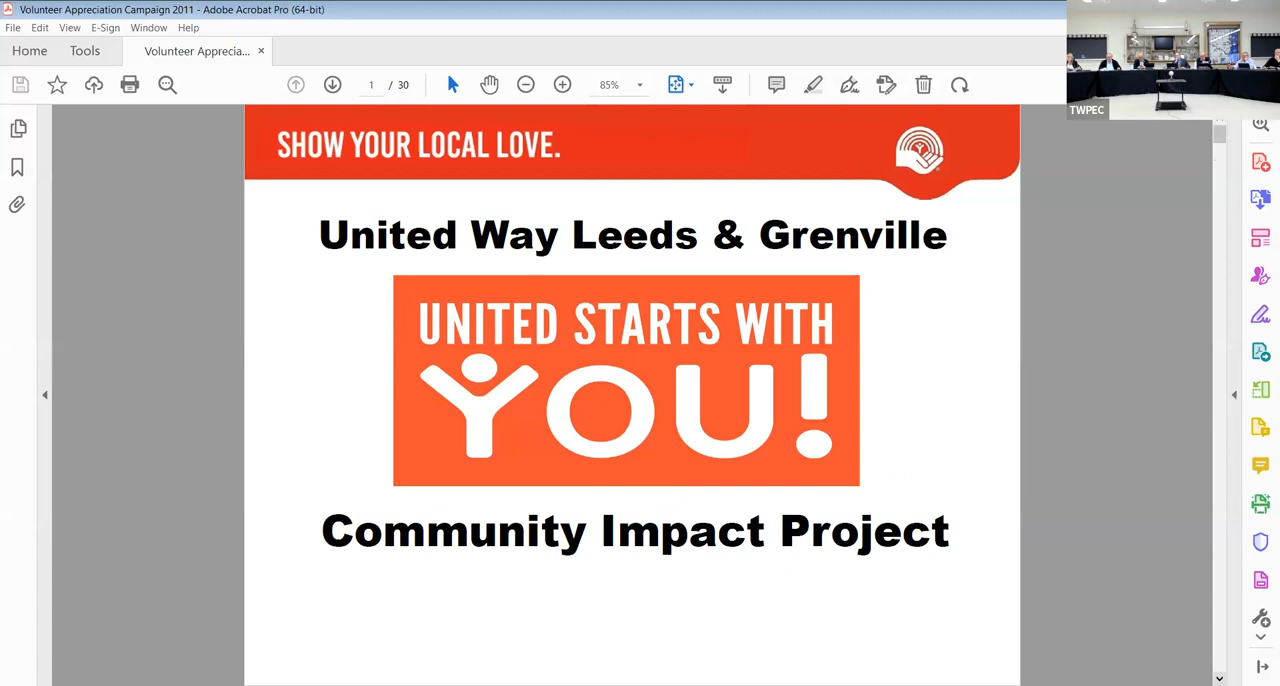 Volunteer Appreciation Campaign 2011 - Adobe Acrobat Pro (64-bit)
File Edit View E-Sign Window Help
Home Tools Volunteer Apprecia... ×
1 / 30 85%
TWPEC
SHOW YOUR LOCAL LOVE.
United Way Leeds & Grenville
UNITED STARTS WITH
YOU!
Community Impact Project